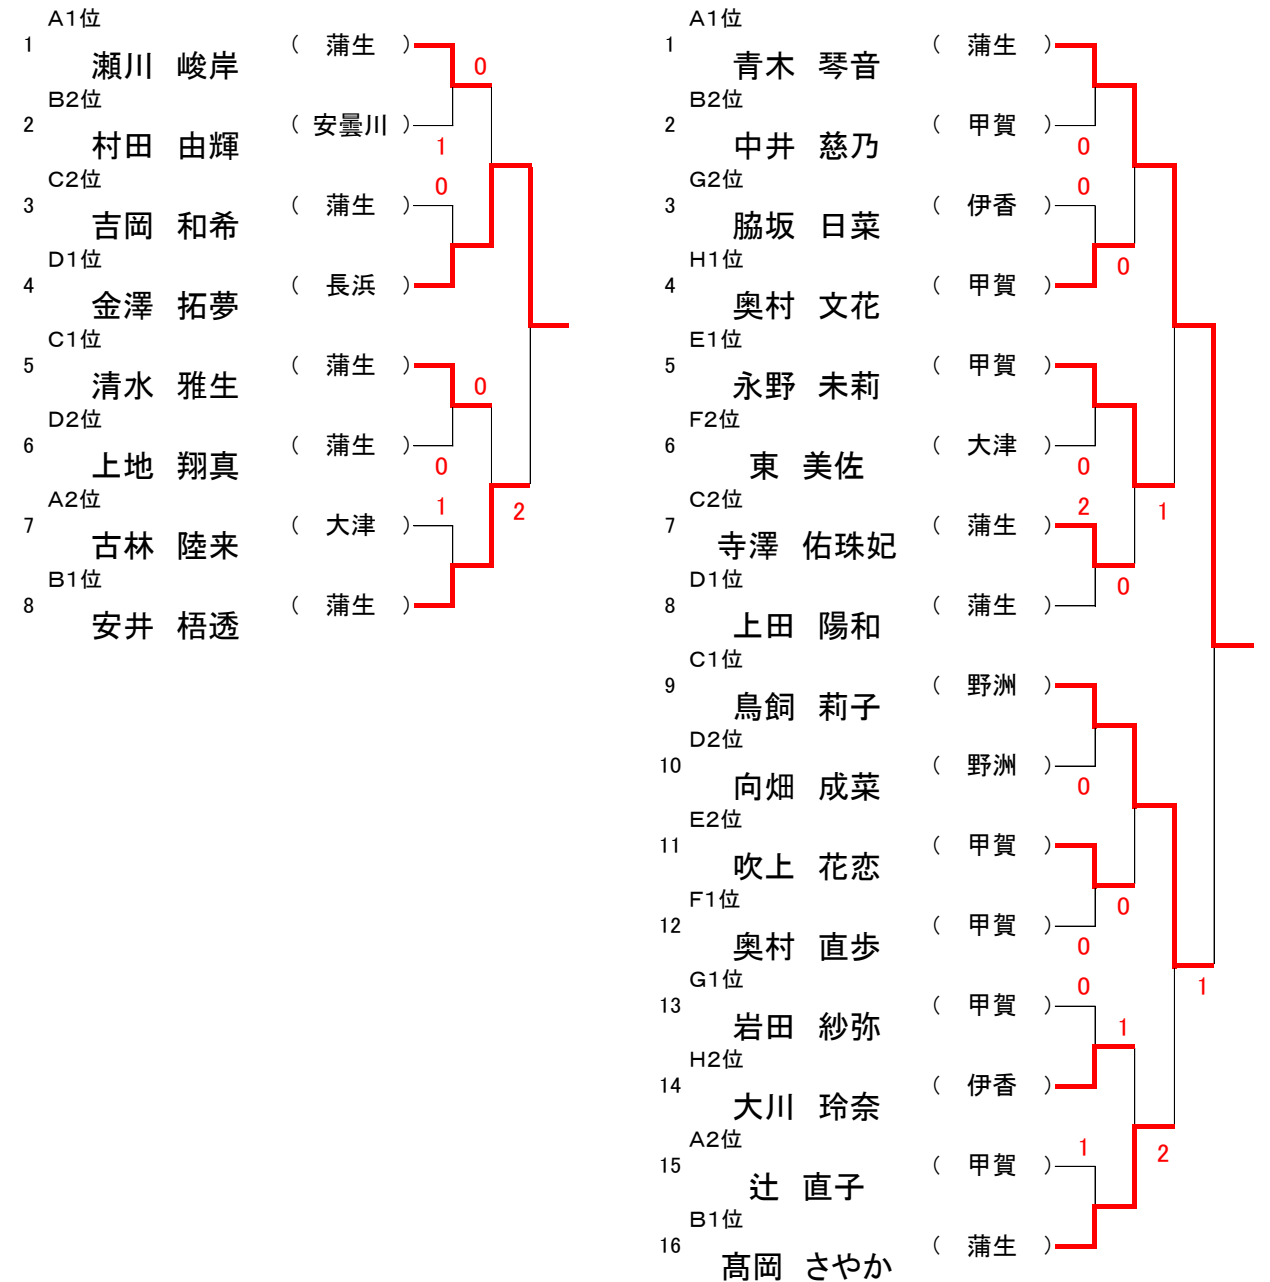 A1位
1 瀬川 峻岸 （ 蒲生 ）
0
B2位
2 村田 由輝 （ 安曇川 ）
1
C2位
0
3 吉岡 和希 （ 蒲生 ）
D1位
4 金澤 拓夢 （ 長浜 ）
C1位
5 清水 雅生 （ 蒲生 ）
0
D2位
6 上地 翔真 （ 蒲生 ）
0
A2位
1
2
7 古林 陸来 （ 大津 ）
B1位
8 安井 梧透 （ 蒲生 ）
A1位
1 青木 琴音 （ 蒲生 ）
B2位
2 中井 慈乃 （ 甲賀 ）
0
G2位
0
3 脇坂 日菜 （ 伊香 ）
H1位
0
4 奥村 文花 （ 甲賀 ）
E1位
5 永野 未莉 （ 甲賀 ）
F2位
6 東 美佐 （ 大津 ）
0
C2位
2
1
7 寺澤 佑珠妃 （ 蒲生 ）
D1位
0
8 上田 陽和 （ 蒲生 ）
C1位
9 鳥飼 莉子 （ 野洲 ）
D2位
10 向畑 成菜 （ 野洲 ）
0
E2位
11 吹上 花恋 （ 甲賀 ）
F1位
0
12 奥村 直歩 （ 甲賀 ）
0
G1位
0
1
13 岩田 紗弥 （ 甲賀 ）
1
H2位
14 大川 玲奈 （ 伊香 ）
A2位
1
2
15 辻 直子 （ 甲賀 ）
B1位
16 髙岡 さやか （ 蒲生 ）